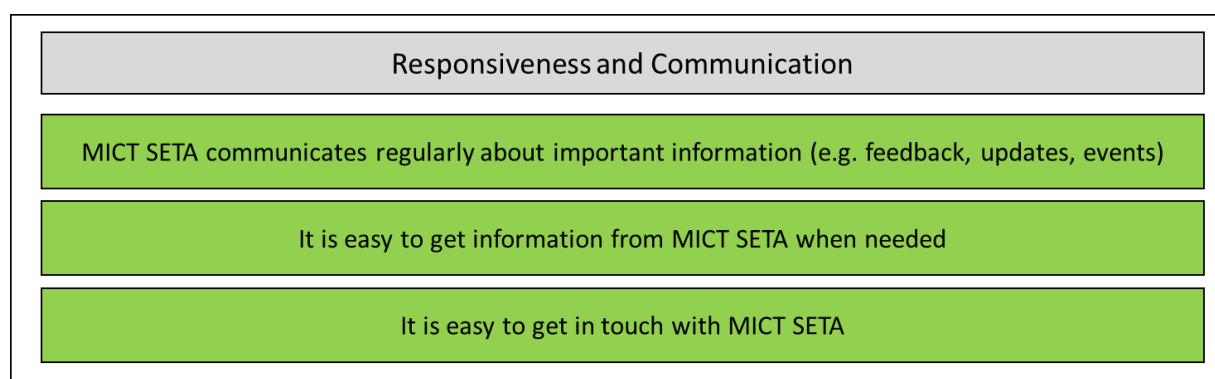 Responsiveness and Communication
MICT SETA communicates regularly about important information (e.g. feedback, updates, events)
It is easy to get information from MICT SETA when needed
It is easy to get in touch with MICT SETA